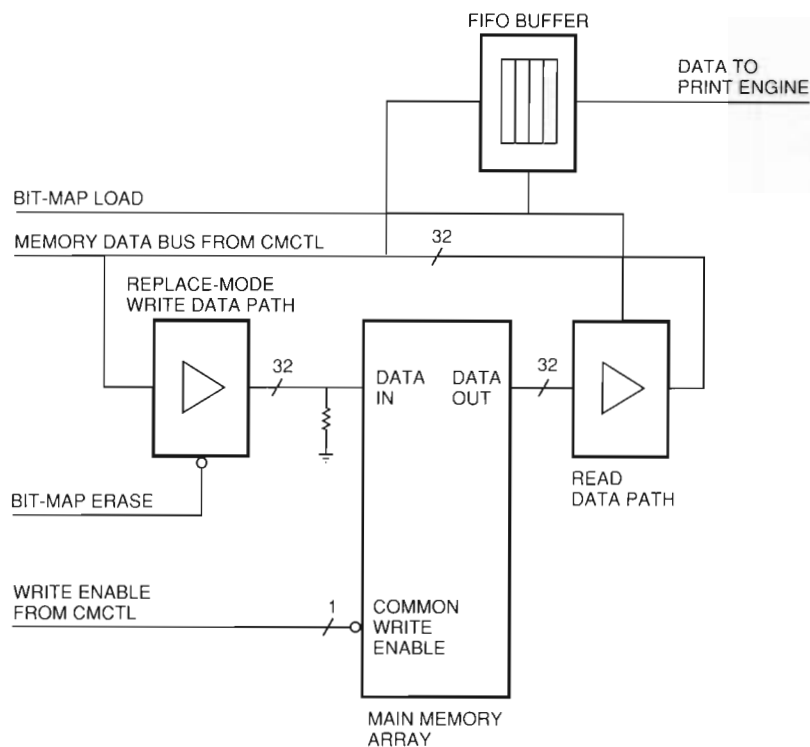 FIFO BUFFER
DATA TO
PRINT ENGINE
BIT-MAP LOAD
MEMORY DATA BUS FROM CMCTL
32
REPLACE-MODE
WRITE DATA PATH
32
DATA
IN
DATA
OUT
32
READ
DATA PATH
BIT-MAP ERASE
WRITE ENABLE
FROM CMCTL
1
COMMON
WRITE
ENABLE
MAIN MEMORY
ARRAY